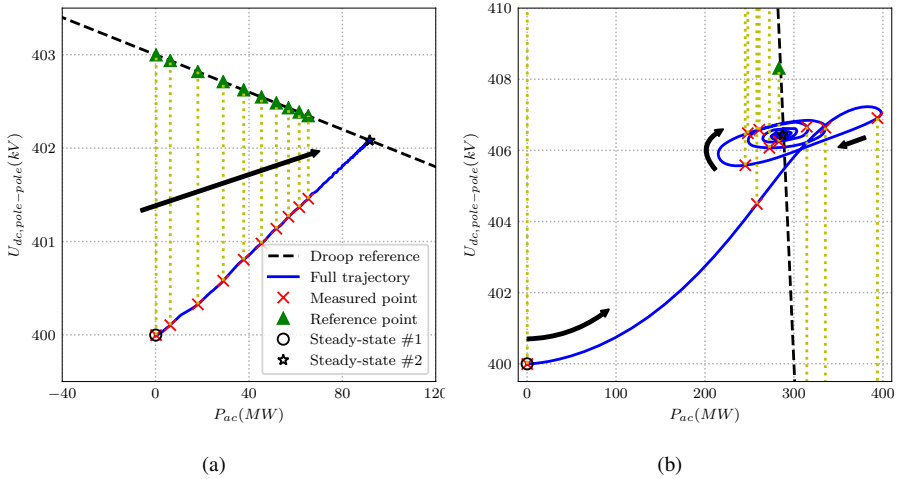 403
402
401
400
U_{dc,pole-pole}(kV)
-40
0
40
80
120
P_{ac}(MW)
Droop reference
Full trajectory
Measured point
Reference point
Steady-state #1
Steady-state #2
(a)
410
408
406
404
402
400
U_{dc,pole-pole}(kV)
0
100
200
300
400
P_{ac}(MW)
(b)